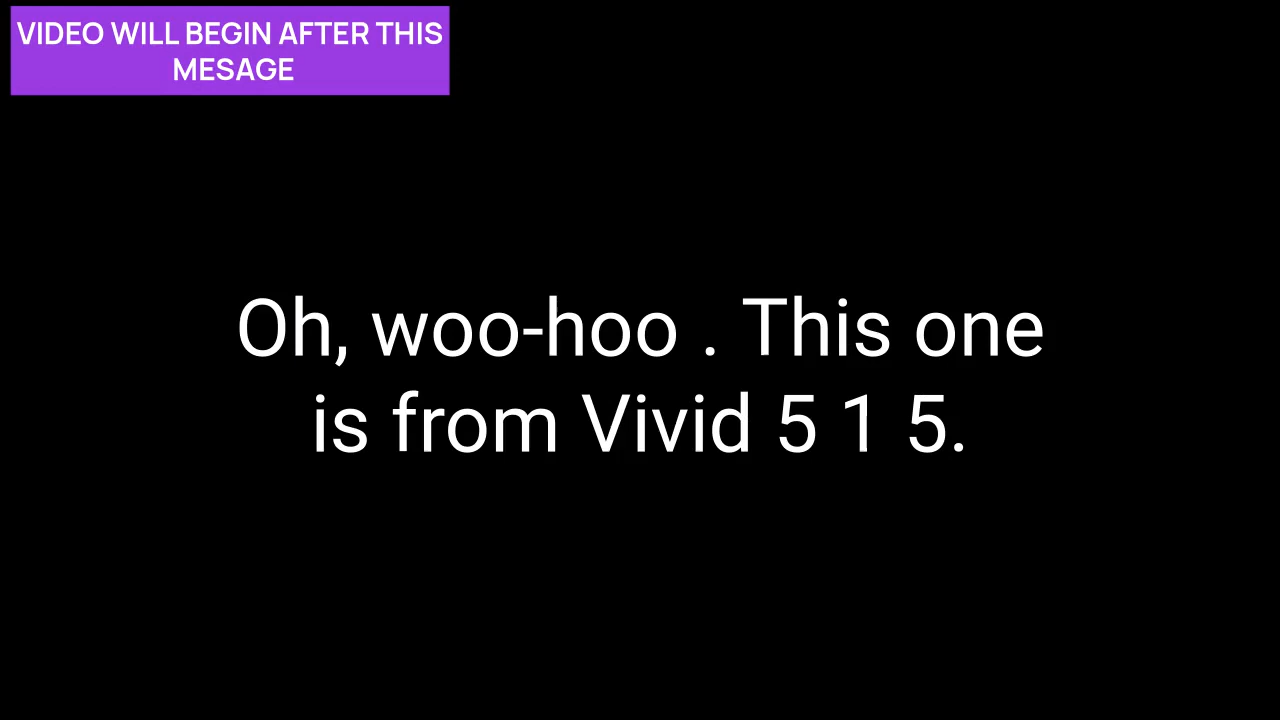 VIDEO WILL BEGIN AFTER THIS
MESAGE
Oh, woo-hoo . This one
is from Vivid 5 1 5.